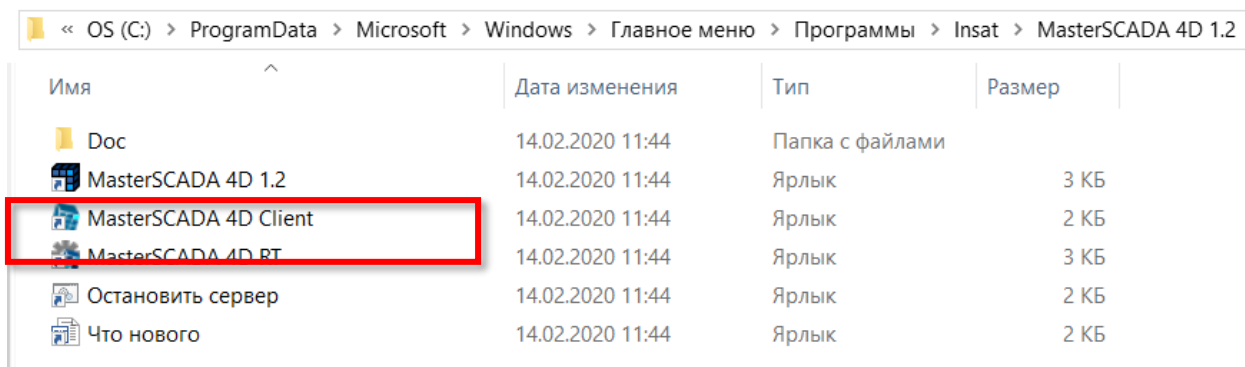 « OS (C:) > ProgramData > Microsoft > Windows > Главное меню > Программы > Insat > MasterSCADA 4D 1.2
Имя Дата изменения Тип Размер
Doc 14.02.2020 11:44 Папка с файлами
MasterSCADA 4D 1.2 14.02.2020 11:44 Ярлык 3 КБ
MasterSCADA 4D Client 14.02.2020 11:44 Ярлык 2 КБ
MasterSCADA 4D RT 14.02.2020 11:44 Ярлык 3 КБ
Остановить сервер 14.02.2020 11:44 Ярлык 2 КБ
Что нового 14.02.2020 11:44 Ярлык 2 КБ